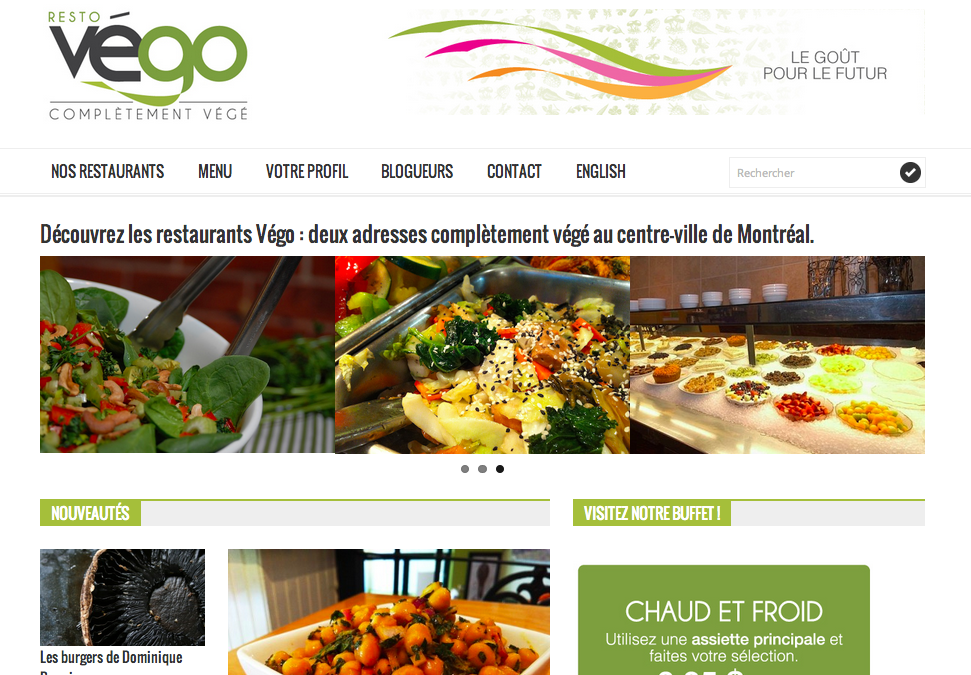 RESTO
végo
COMPLÈTEMENT VÉGÉ
LE GOÛT
POUR LE FUTUR
NOS RESTAURANTS MENU VOTRE PROFIL BLOGUEURS CONTACT ENGLISH Rechercher
Découvrez les restaurants Végo : deux adresses complètement végé au centre-ville de Montréal.
NOUVEAUTÉS
VISITEZ NOTRE BUFFET !
CHAUD ET FROID
Utilisez une assiette principale et
faites votre sélection.
Les burgers de Dominique